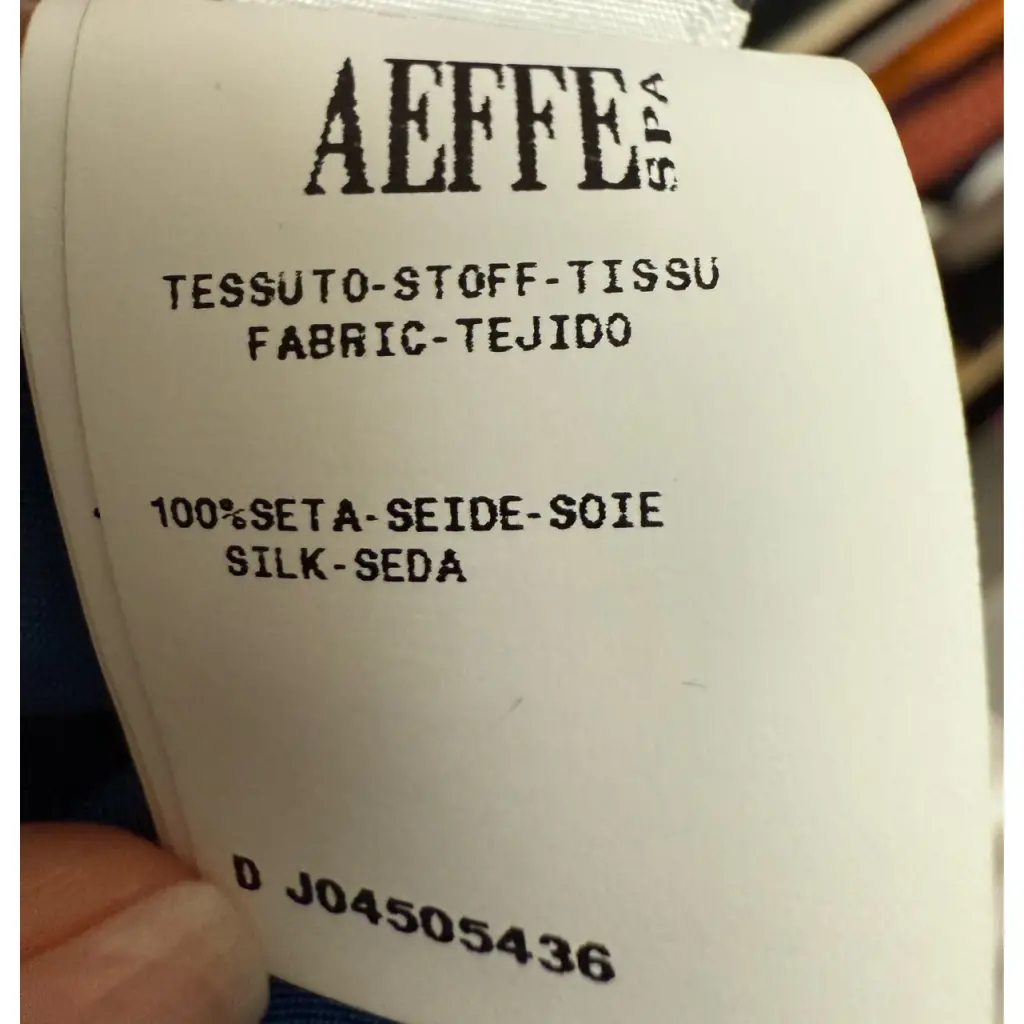 AEFFE SPA
TESSUTO-STOFF-TISSU
FABRIC-TEJIDO
100%SETA-SEIDE-SOIE
SILK-SEDA
D J04505436